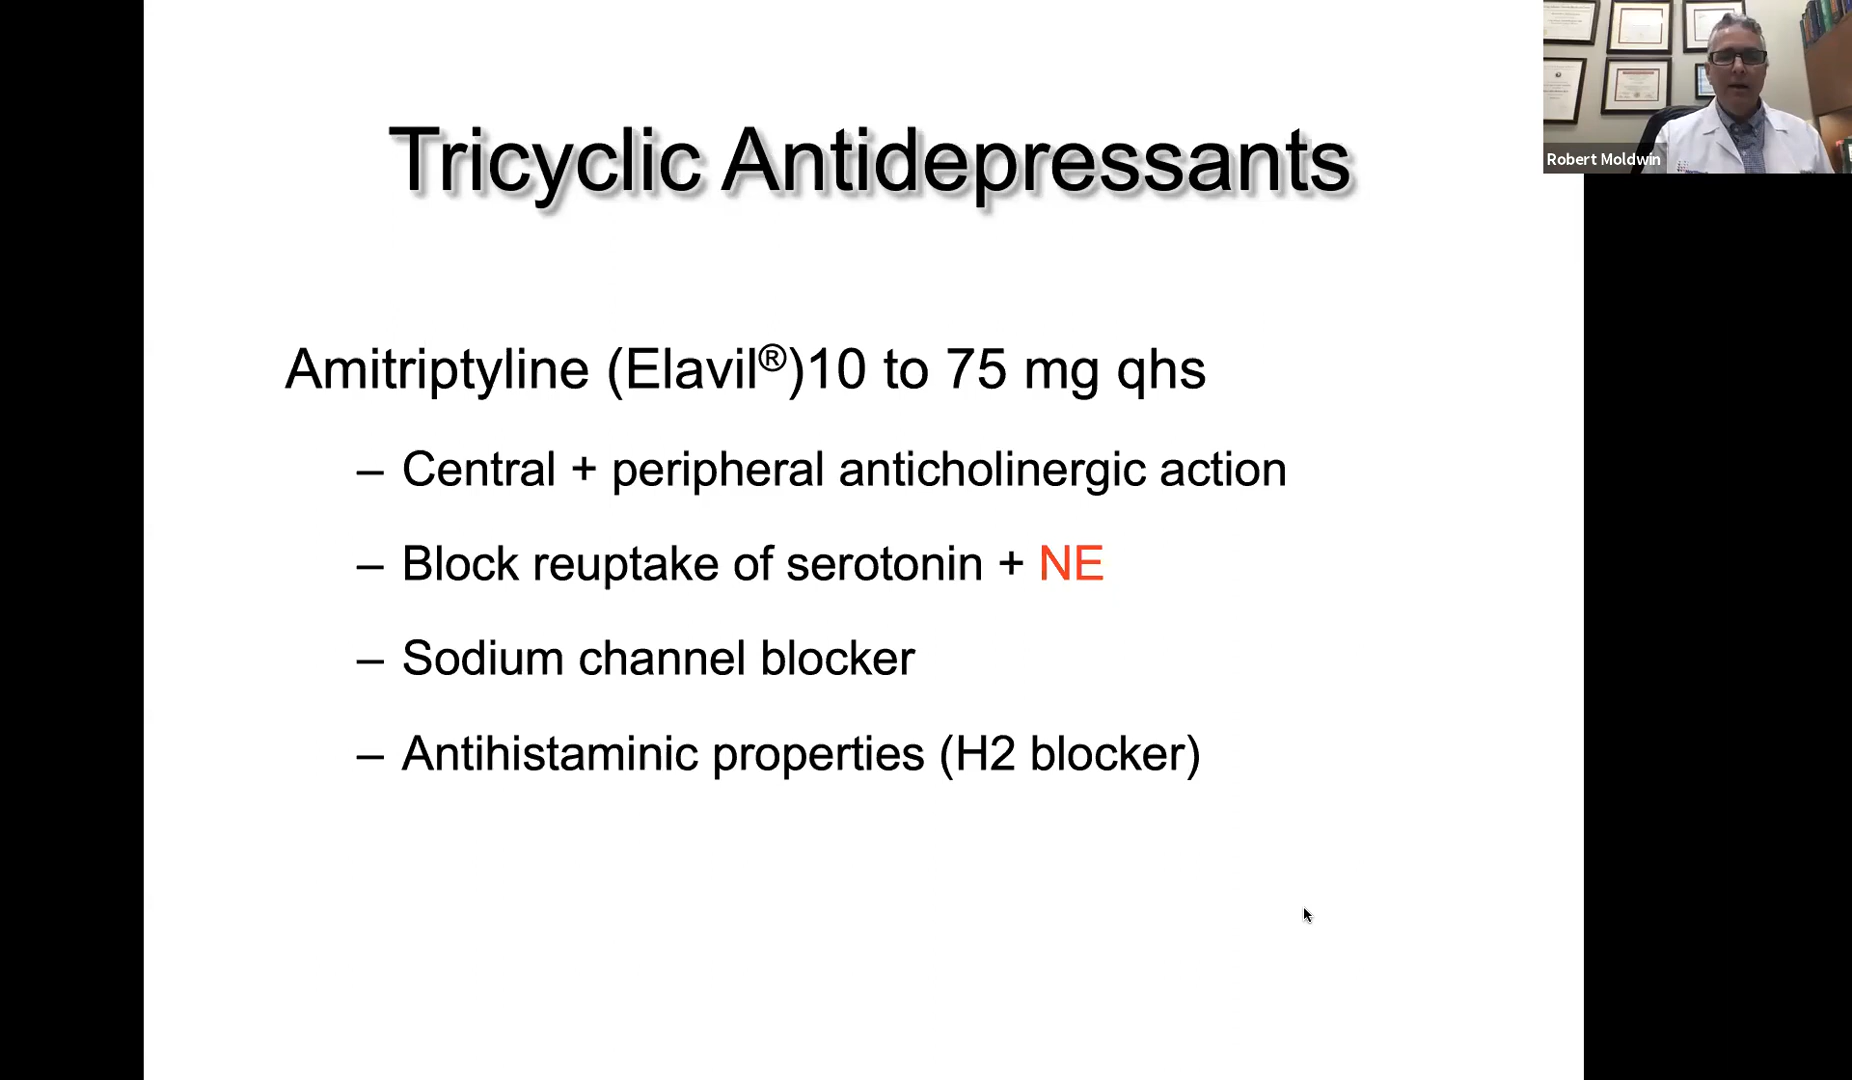 Tricyclic Antidepressants
Robert Moldwin
Amitriptyline (Elavil®)10 to 75 mg qhs
– Central + peripheral anticholinergic action
– Block reuptake of serotonin + NE
– Sodium channel blocker
– Antihistaminic properties (H2 blocker)